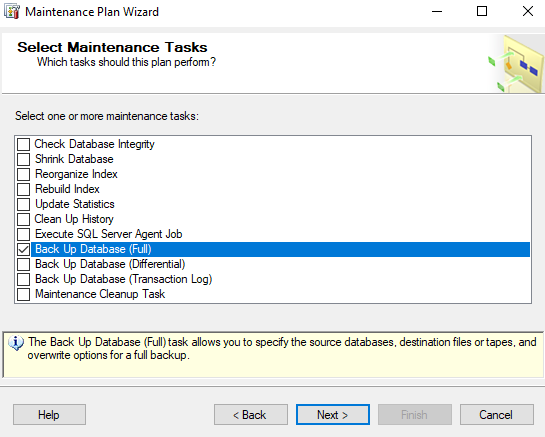 Maintenance Plan Wizard
Select Maintenance Tasks
Which tasks should this plan perform?
Select one or more maintenance tasks:
Check Database Integrity
Shrink Database
Reorganize Index
Rebuild Index
Update Statistics
Clean Up History
Execute SQL Server Agent Job
Back Up Database (Full)
Back Up Database (Differential)
Back Up Database (Transaction Log)
Maintenance Cleanup Task
The Back Up Database (Full) task allows you to specify the source databases, destination files or tapes, and
overwrite options for a full backup.
Help < Back Next > Finish Cancel